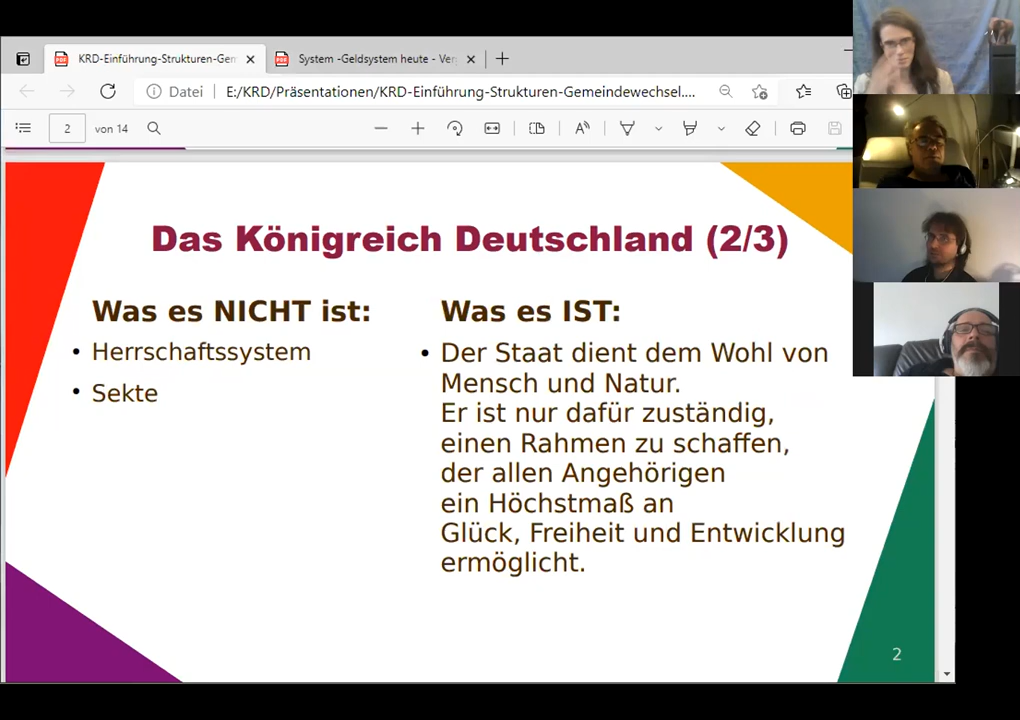 KRD-Einführung-Strukturen-Gem
System -Geldsystem heute - Ver
Datei
E:/KRD/Präsentationen/KRD-Einführung-Strukturen-Gemeindewechsel....
2
von 14
Das Königreich Deutschland (2/3)
Was es NICHT ist:
• Herrschaftssystem
• Sekte
Was es IST:
• Der Staat dient dem Wohl von
Mensch und Natur.
Er ist nur dafür zuständig,
einen Rahmen zu schaffen,
der allen Angehörigen
ein Höchstmaß an
Glück, Freiheit und Entwicklung
ermöglicht.
2